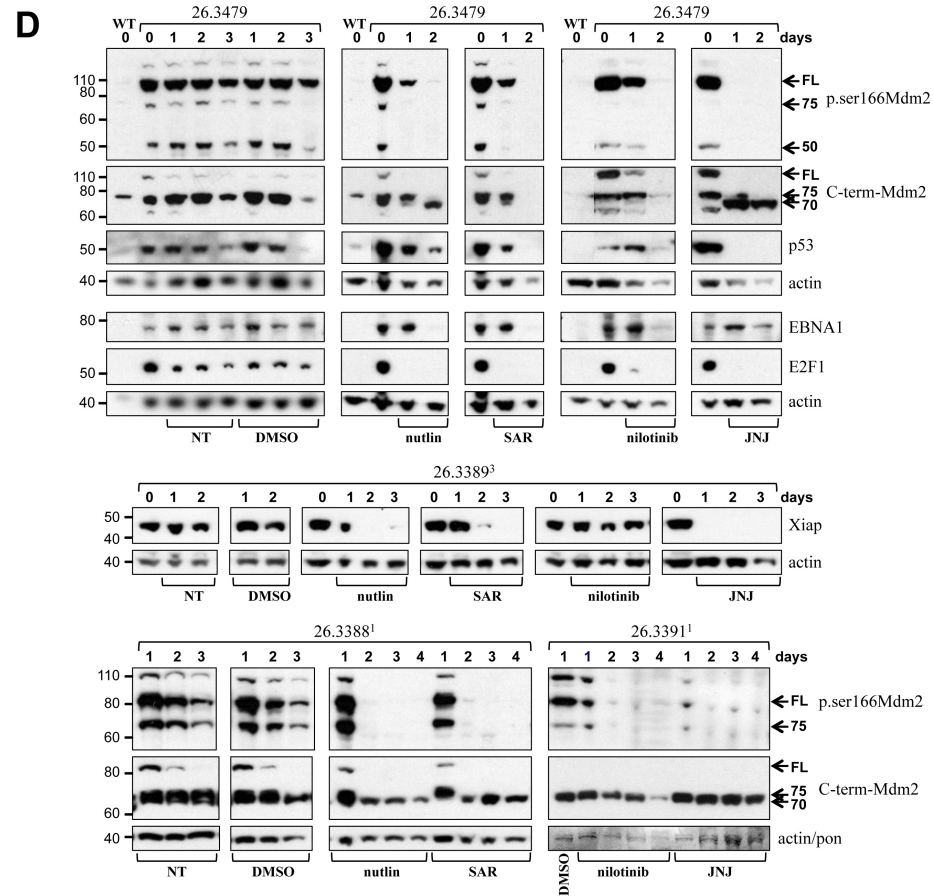 D
26.3479 26.3479 26.3479
WT WT WT
0 0 1 2 3 1 2 3 0 0 1 2 0 1 2 0 0 1 2 0 1 2 days
110
80
60
50
FL
75
50
p.ser166Mdm2
110
80
60
FL
75
70
C-term-Mdm2
50
p53
40
actin
80
EBNA1
50
E2F1
40
actin
NT DMSO nutlin SAR nilotinib JNJ
26.3389³
0 1 2 1 2 0 1 2 3 0 1 2 3 0 1 2 3 0 1 2 3 days
50
40
Xiap
40
actin
NT DMSO nutlin SAR nilotinib JNJ
26.3388¹ 26.3391¹
1 2 3 1 2 3 1 2 3 4 1 2 3 4 1 1 2 3 4 1 2 3 4 days
110
80
60
FL
75
p.ser166Mdm2
80
60
FL
75
70
C-term-Mdm2
40
actin/pon
NT DMSO nutlin SAR DMSO nilotinib JNJ